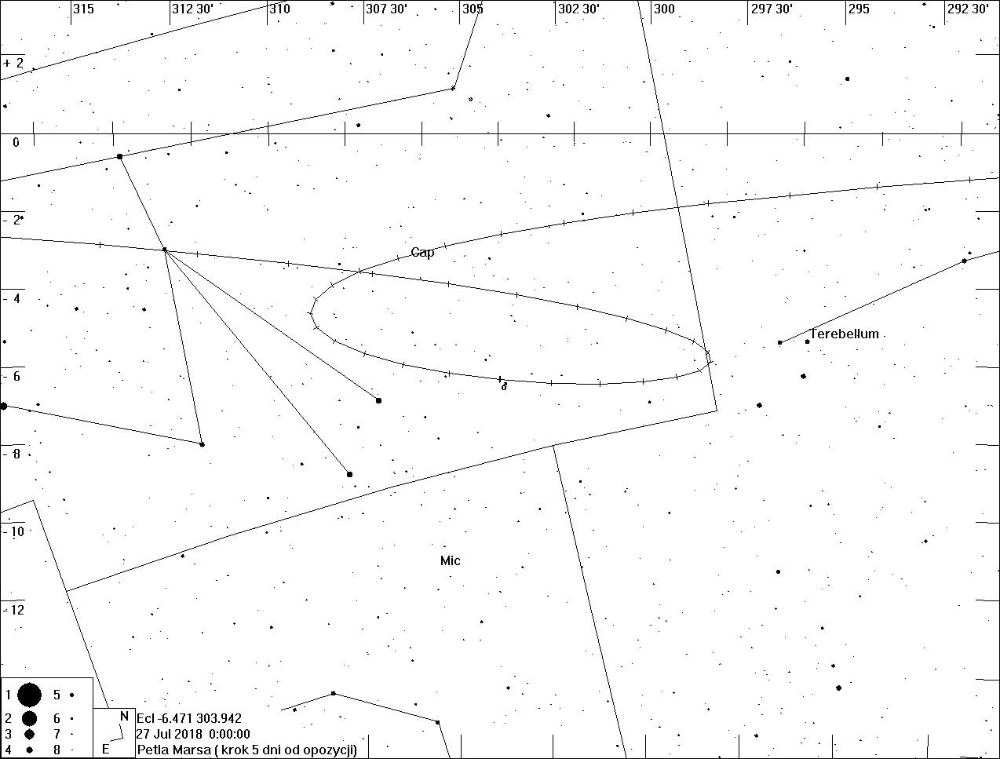 315 312 30' 310 307 30' 305 302 30' 300 297 30' 295 292 30'
+ 2
0
- 2
Cap
- 4
Terebellum
- 6
♂
- 8
- 10
Mic
- 12
1 5
2 6
3 7
4 8
N
E
Ecl -6.471 303.942
27 Jul 2018 0:00:00
Petla Marsa ( krok 5 dni od opozycji)